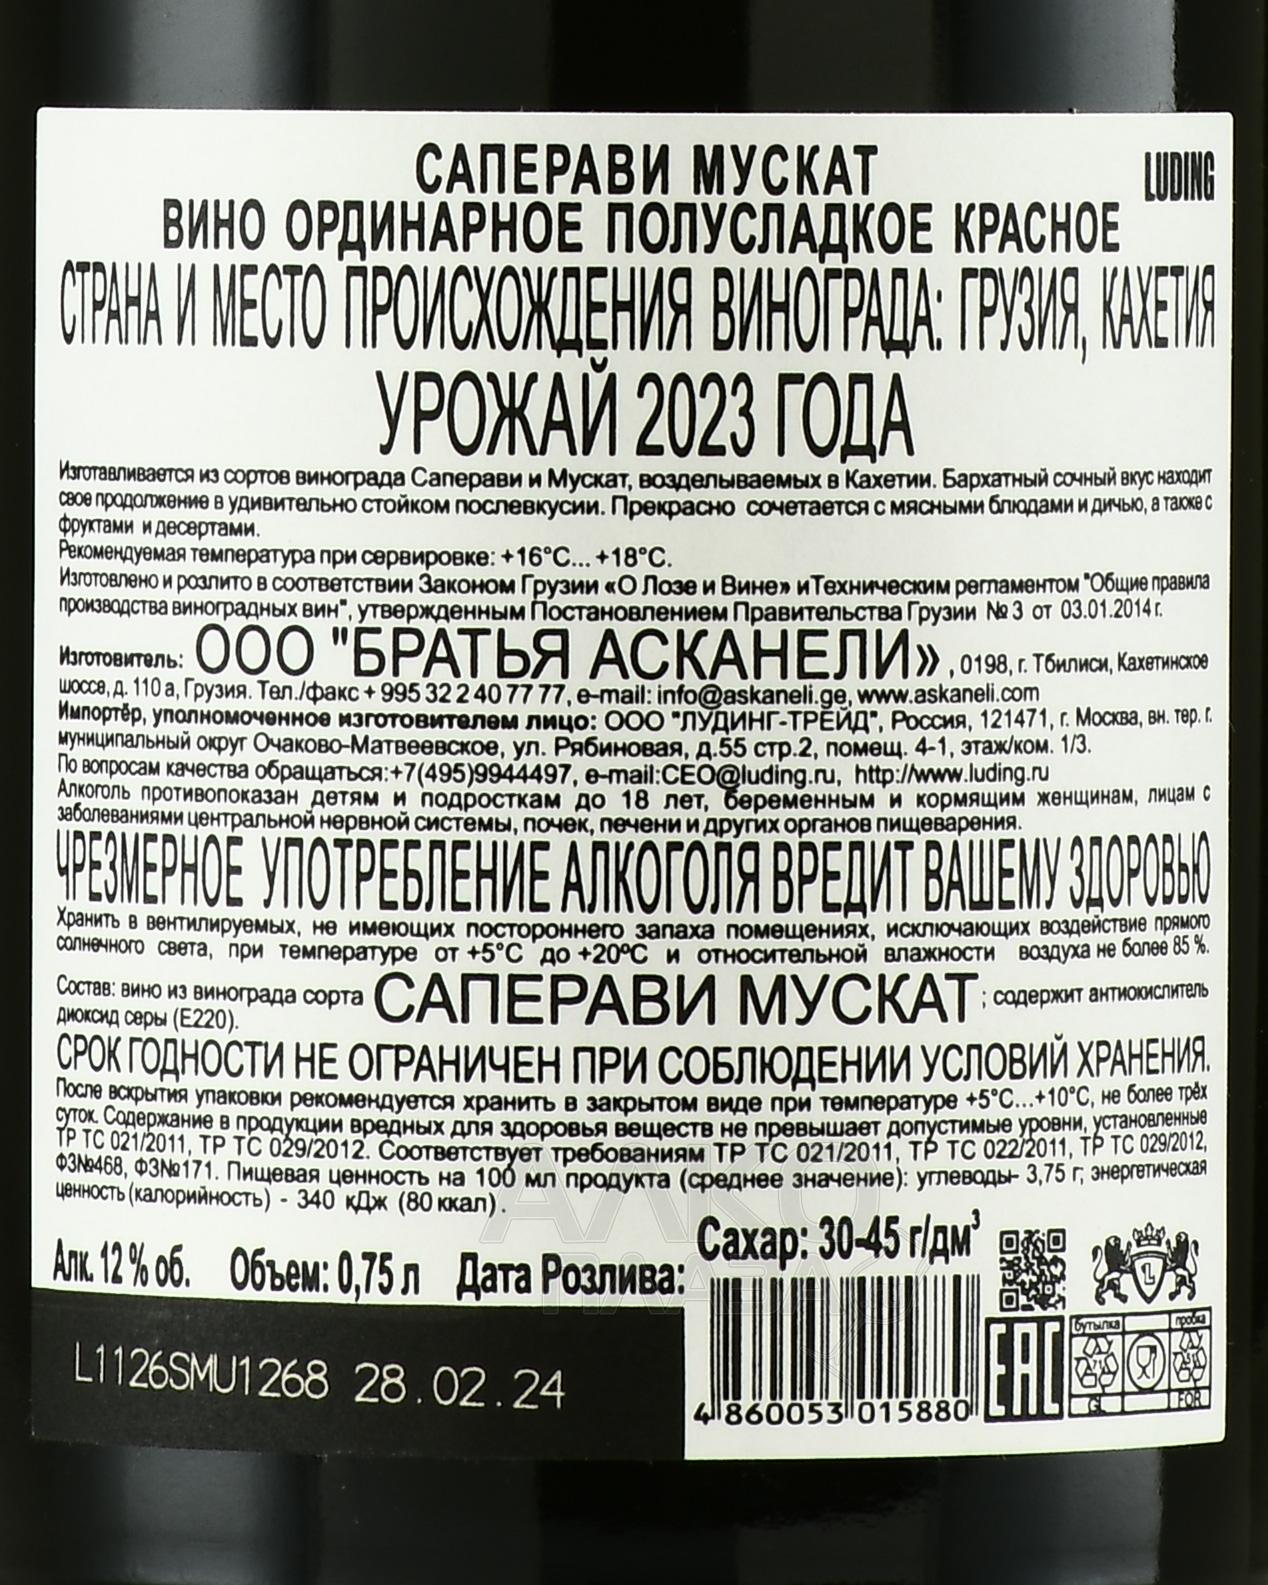 САПЕРАВИ МУСКАТ
LUDING
ВИНО ОРДИНАРНОЕ ПОЛУСЛАДКОЕ КРАСНОЕ
СТРАНА И МЕСТО ПРОИСХОЖДЕНИЯ ВИНОГРАДА: ГРУЗИЯ, КАХЕТИЯ
УРОЖАЙ 2023 ГОДА
Изготавливается из сортов винограда Саперави и Мускат, возделываемых в Кахетии. Бархатный сочный вкус находит
свое продолжение в удивительно стойком послевкусии. Прекрасно сочетается с мясными блюдами и дичью, а также с
фруктами и десертами.
Рекомендуемая температура при сервировке: +16°C... +18°C.
Изготовлено и розлито в соответствии Законом Грузии «О Лозе и Вине» иТехническим регламентом "Общие правила
производства виноградных вин", утвержденным Постановлением Правительства Грузии №3 от 03.01.2014г.
Изготовитель: ООО "БРАТЬЯ АСКАНЕЛИ», 0198, г. Тбилиси, Кахетинское
шоссе, д. 110 а, Грузия. Тел./факс + 995 32 2 40 77 77, e-mail: info@askaneli.ge, www.askaneli.com
Импортёр, уполномоченное изготовителем лицо: ООО "ЛУДИНГ-ТРЕЙД", Россия, 121471, г. Москва, вн. тер. г.
муниципальный округ Очаково-Матвеевское, ул. Рябиновая, д.55 стр.2, помещ. 4-1, этаж/ком. 1/3.
По вопросам качества обращаться:+7(495)9944497, e-mail:CEO@luding.ru, http://www.luding.ru
Алкоголь противопоказан детям и подросткам до 18 лет, беременным и кормящим женщинам, лицам с
заболеваниями центральной нервной системы, почек, печени и других органов пищеварения.
ЧРЕЗМЕРНОЕ УПОТРЕБЛЕНИЕ АЛКОГОЛЯ ВРЕДИТ ВАШЕМУ ЗДОРОВЬЮ
Хранить в вентилируемых, не имеющих постороннего запаха помещениях, исключающих воздействие прямого
солнечного света, при температуре от +5°C до +20°C и относительной влажности воздуха не более 85 %.
Состав: вино из винограда сорта САПЕРАВИ МУСКАТ; содержит антиокислитель
диоксид серы (Е220).
СРОК ГОДНОСТИ НЕ ОГРАНИЧЕН ПРИ СОБЛЮДЕНИИ УСЛОВИЙ ХРАНЕНИЯ.
После вскрытия упаковки рекомендуется хранить в закрытом виде при температуре +5°C...+10°C, не более трёх
суток. Содержание в продукции вредных для здоровья веществ не превышает допустимые уровни, установленные
ТР ТС 021/2011, ТР ТС 029/2012. Соответствует требованиям ТР ТС 021/2011, ТР ТС 022/2011, ТР ТС 029/2012,
ФЗ№468, ФЗ№171. Пищевая ценность на 100 мл продукта (среднее значение): углеводы- 3,75 г; энергетическая
ценность (калорийность) - 340 кДж (80 ккал).
Сахар: 30-45 г/дм³
Алк. 12 % об. Объем: 0,75 л Дата Розлива:
L1126SMU1268 28.02.24
4 860053 015880
EAC
бутылка пробка
71 51
GL FOR
L
АЛКО
ПЛАВАС